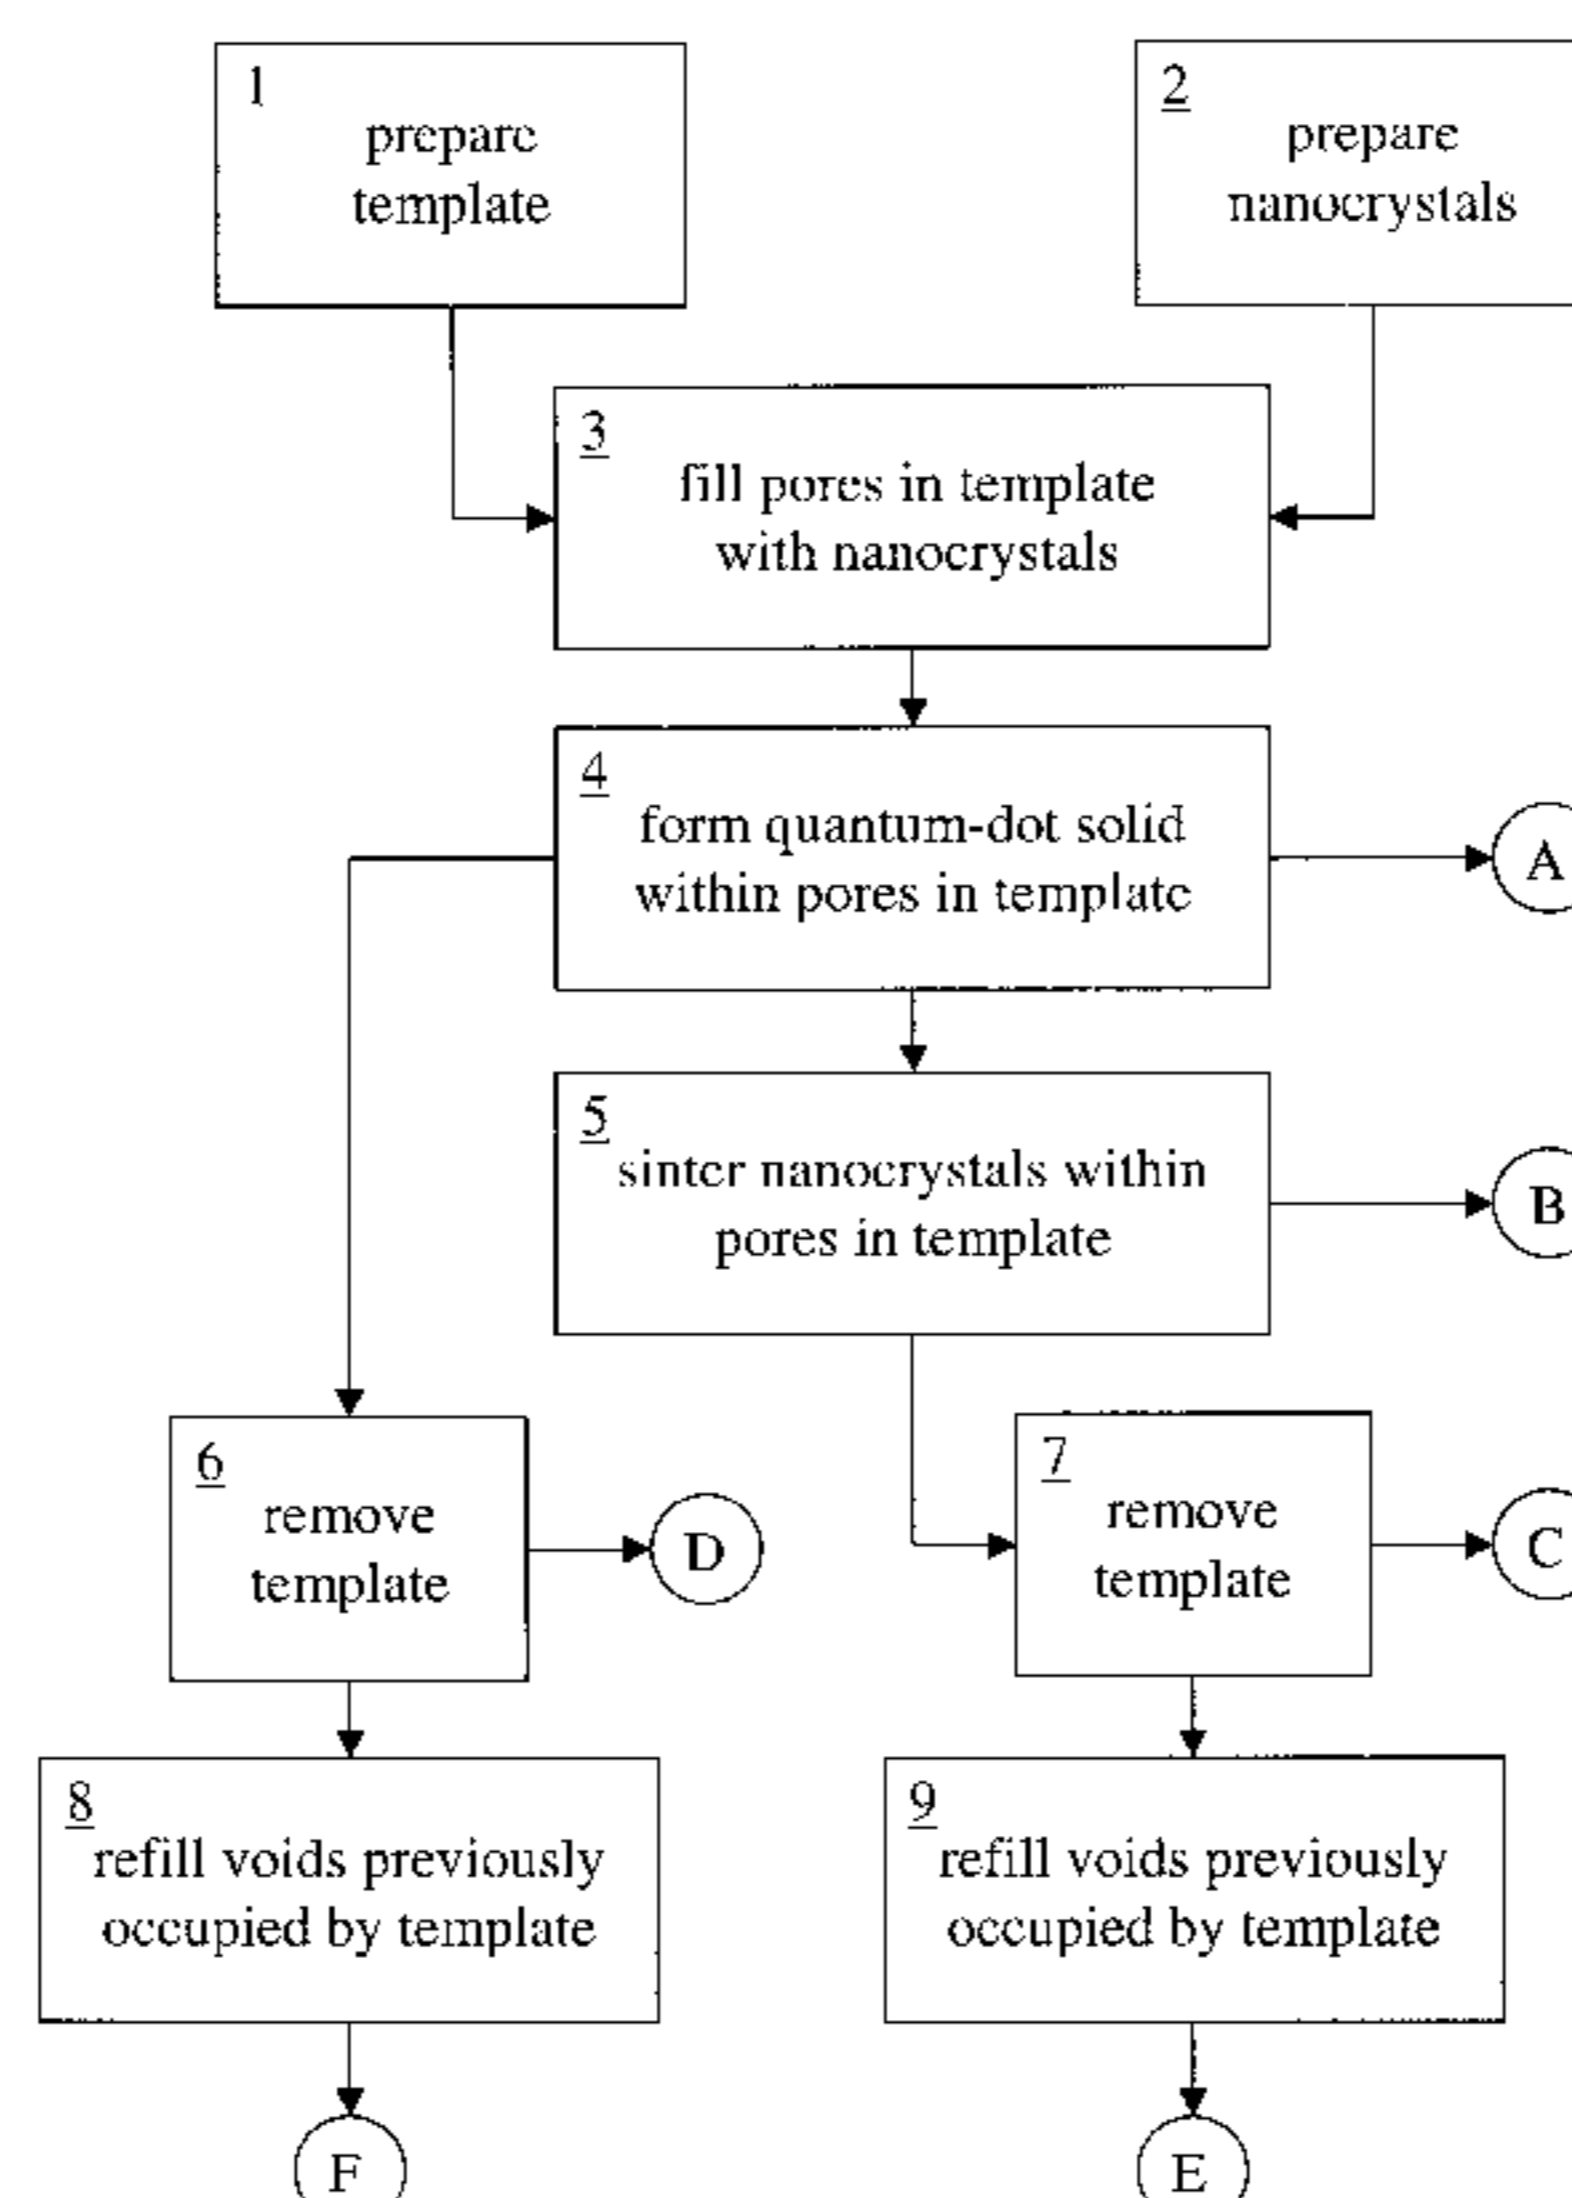 1
prepare
template
2
prepare
nanocrystals
3
fill pores in template
with nanocrystals
4
form quantum-dot solid
within pores in template
A
5
sinter nanocrystals within
pores in template
B
6
remove
template
D
7
remove
template
C
8
refill voids previously
occupied by template
9
refill voids previously
occupied by template
F
E